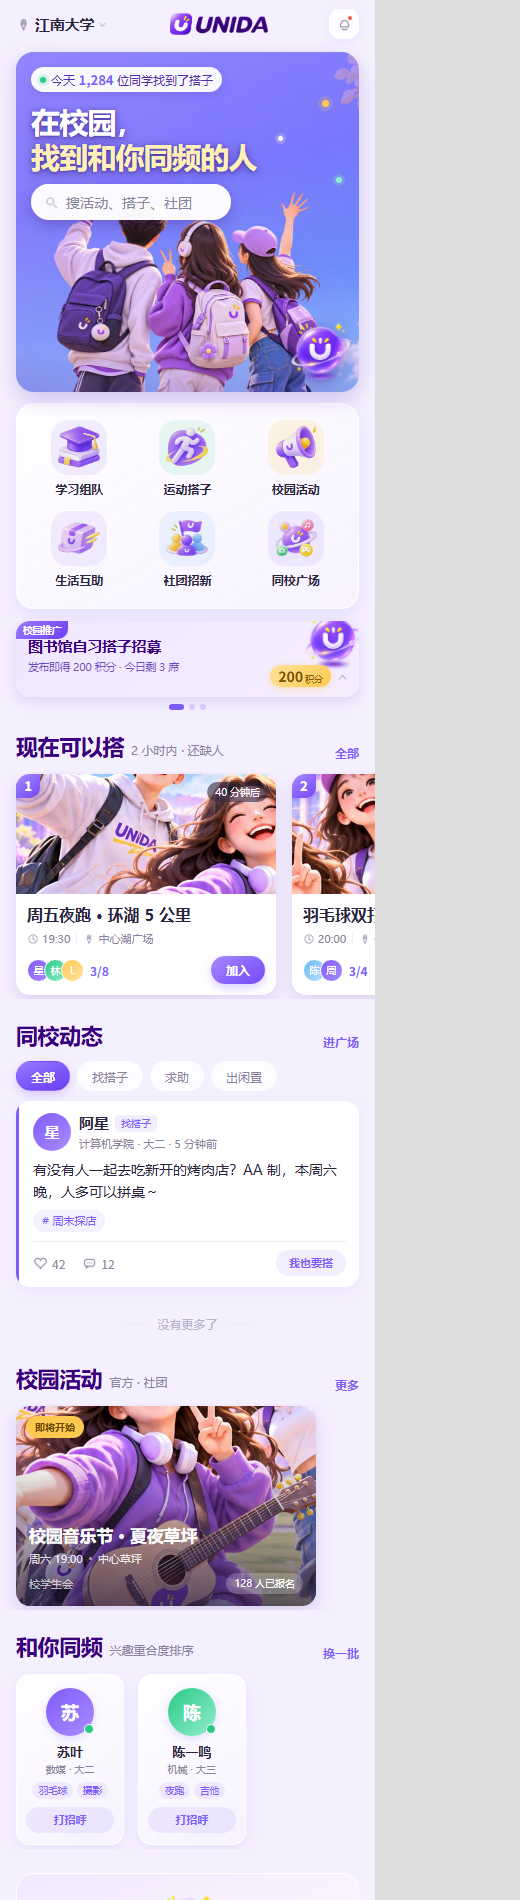 江南大学
UNIDA
今天 1,284 位同学找到了搭子
在校园，
找到和你同频的人
搜活动、搭子、社团
学习组队
运动搭子
校园活动
生活互助
社团招新
同校广场
校园推广
图书馆自习搭子招募
发布即得 200 积分 · 今日剩 3 席
200 积分
现在可以搭 2 小时内 · 还缺人
全部
1
40 分钟后
UNIDA
周五夜跑 • 环湖 5 公里
19:30 中心湖广场
星 林 L 3/8
加入
2
羽毛球双打
20:00
陈 周 3/4
同校动态
进广场
全部
找搭子
求助
出闲置
星
阿星 找搭子
计算机学院 · 大二 · 5 分钟前
有没有人一起去吃新开的烤肉店？AA 制，本周六
晚，人多可以拼桌～
# 周末探店
42
12
我也要搭
没有更多了
校园活动 官方 · 社团
更多
即将开始
校园音乐节 • 夏夜草坪
周六 19:00 • 中心草坪
校学生会
128 人已报名
和你同频 兴趣重合度排序
换一批
苏
苏叶
数媒 · 大二
羽毛球 摄影
打招呼
陈
陈一鸣
机械 · 大三
夜跑 吉他
打招呼